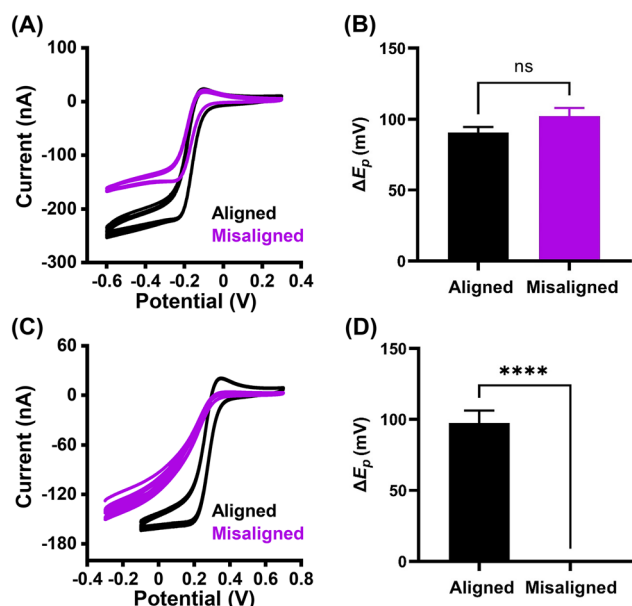 (A)
100
0
-100
-200
-300
Current (nA)
-0.6 -0.4 -0.2 0 0.2 0.4
Potential (V)
Aligned
Misaligned
(B)
150
100
50
0
ΔEp (mV)
ns
Aligned Misaligned
(C)
60
0
-60
-120
-180
Current (nA)
-0.4 -0.2 0 0.2 0.4 0.6 0.8
Potential (V)
Aligned
Misaligned
(D)
150
100
50
0
ΔEp (mV)
****
Aligned Misaligned